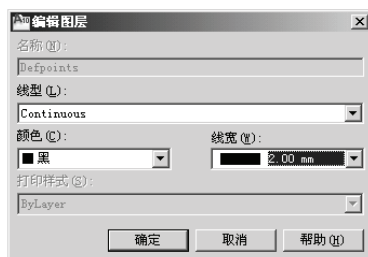 编辑图层
名称(N):
Defpoints
线型(L):
Continuous
颜色(C): 线宽(W):
黑 2.00 mm
打印样式(S):
ByLayer
确定 取消 帮助(H)